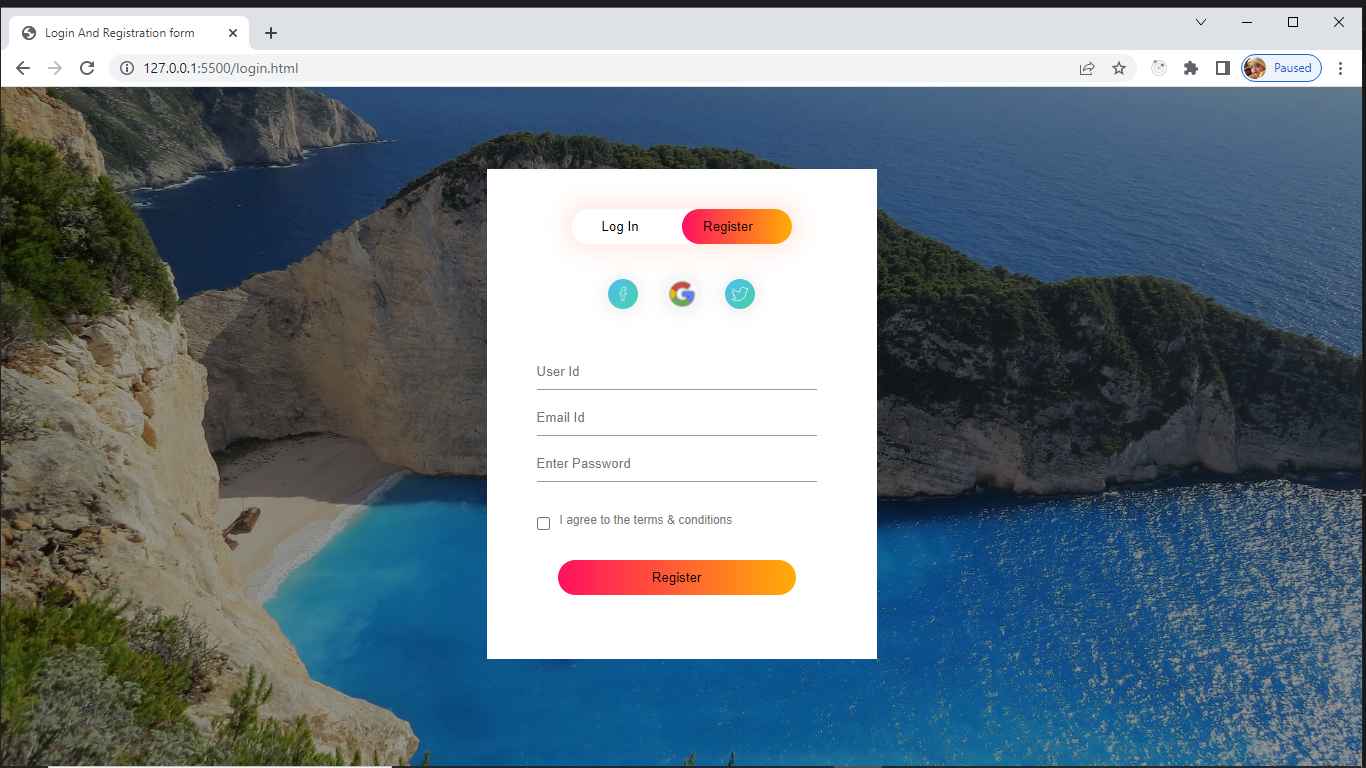 Login And Registration form
127.0.0.1:5500/login.html
Paused
Log In
Register
User Id
Email Id
Enter Password
I agree to the terms & conditions
Register